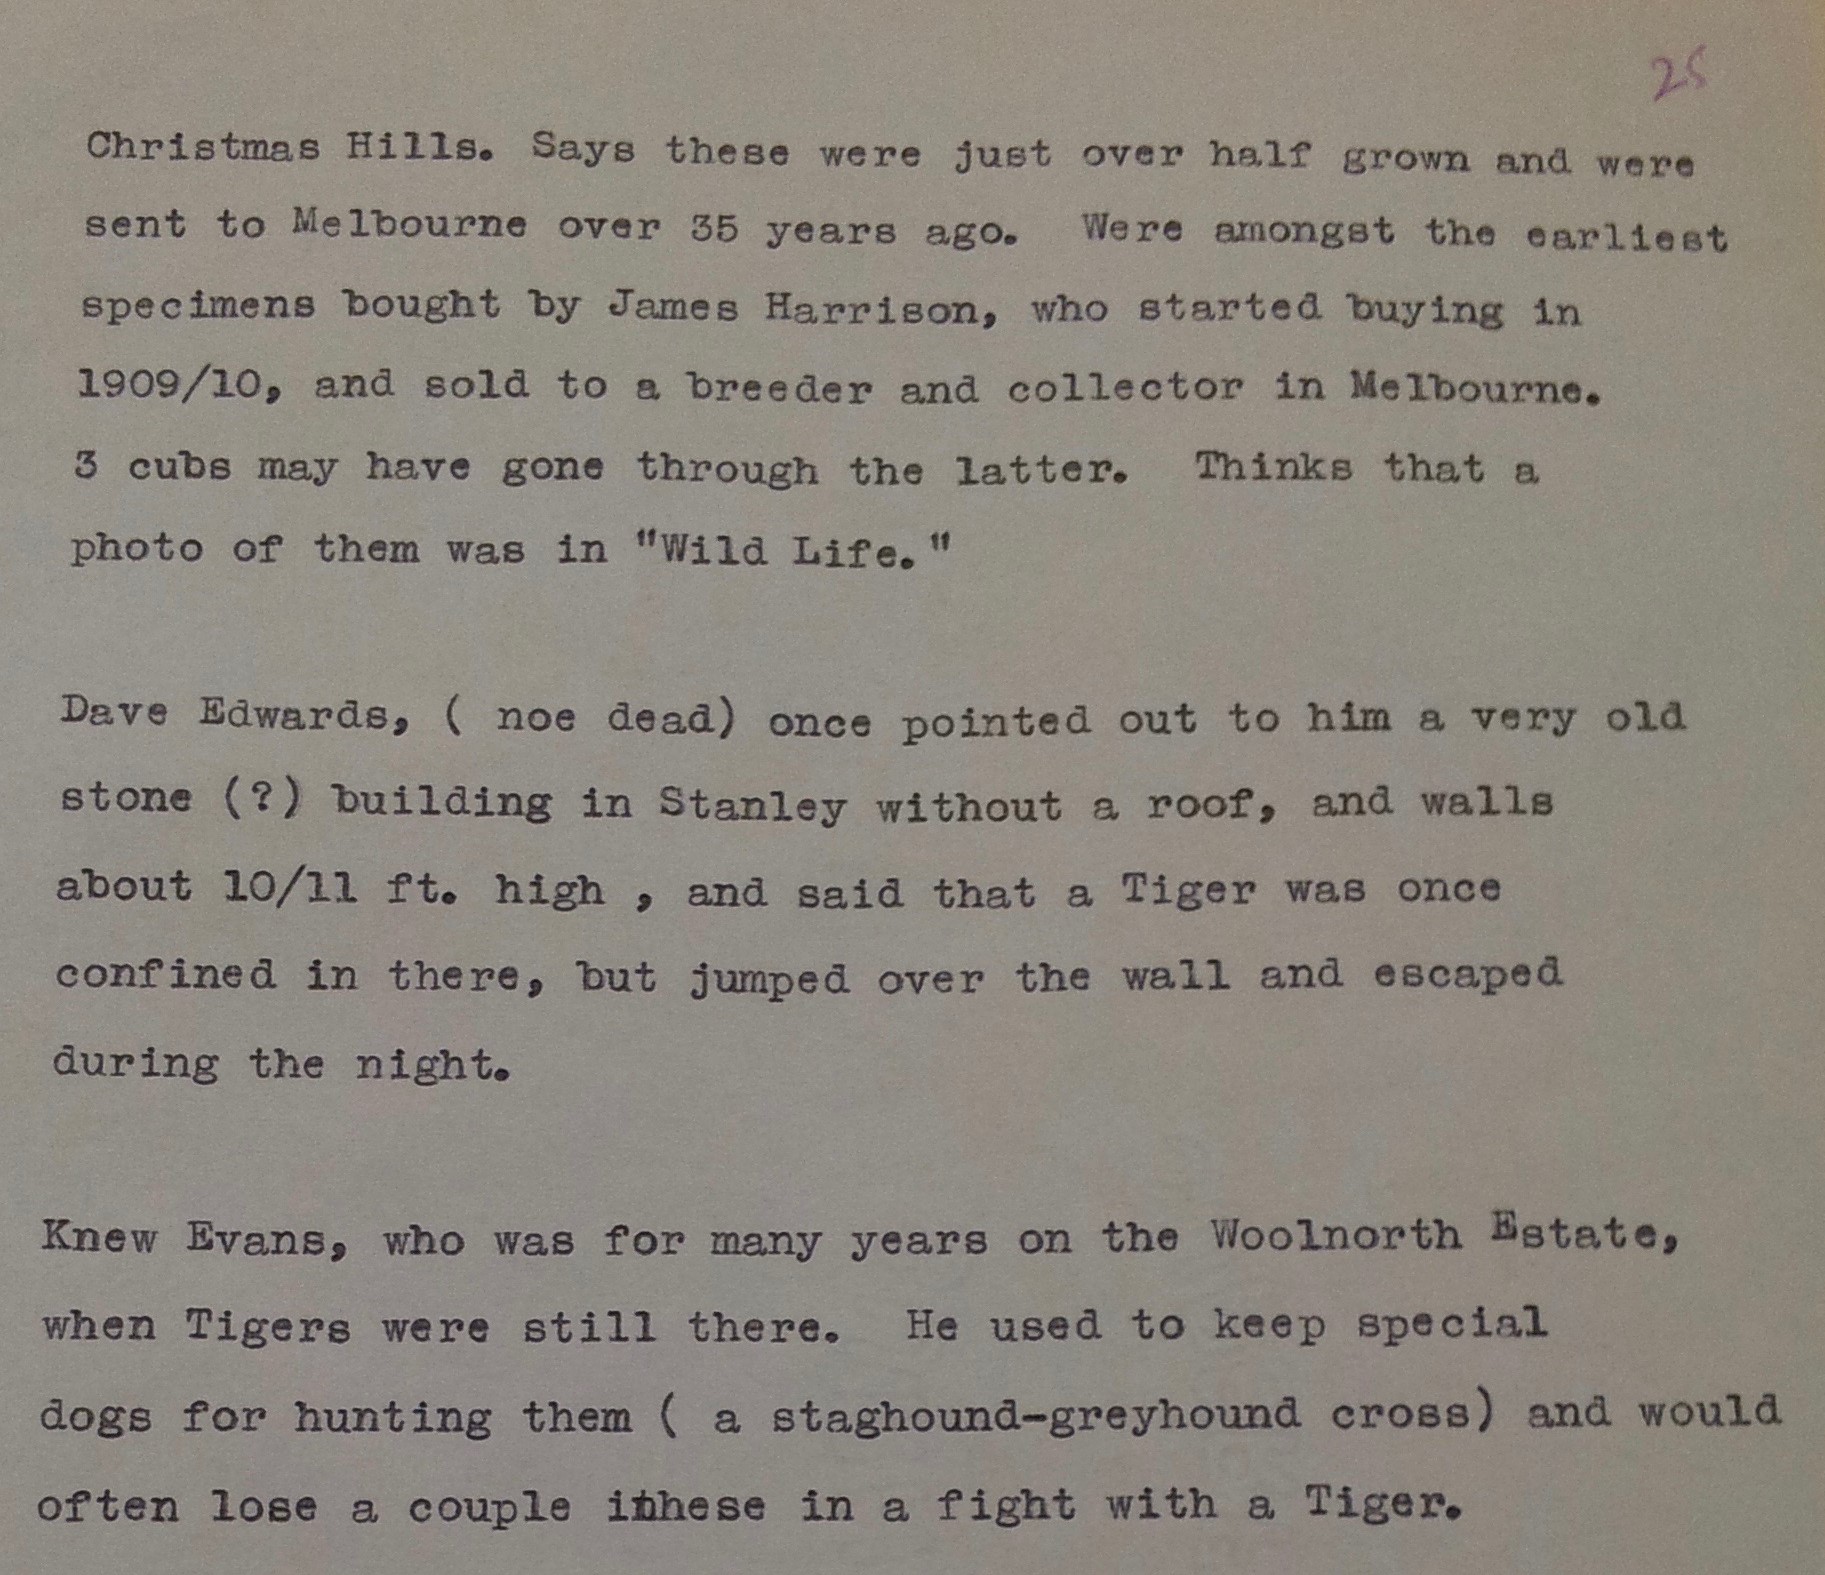 25
Christmas Hills. Says these were just over half grown and were
sent to Melbourne over 35 years ago. Were amongst the earliest
specimens bought by James Harrison, who started buying in
1909/10, and sold to a breeder and collector in Melbourne.
3 cubs may have gone through the latter. Thinks that a
photo of them was in "Wild Life."
Dave Edwards, ( noe dead) once pointed out to him a very old
stone (?) building in Stanley without a roof, and walls
about 10/11 ft. high , and said that a Tiger was once
confined in there, but jumped over the wall and escaped
during the night.
Knew Evans, who was for many years on the Woolnorth Estate,
when Tigers were still there. He used to keep special
dogs for hunting them ( a staghound-greyhound cross) and would
often lose a couple in a fight with a Tiger.